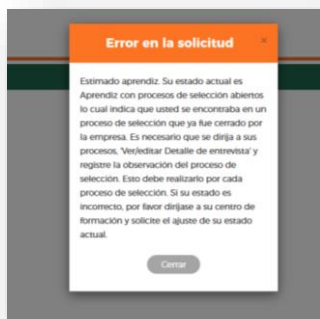 Error en la solicitud ×
Estimado aprendiz. Su estado actual es
Aprendiz con procesos de selección abiertos
lo cual indica que usted se encontraba en un
proceso de selección que ya fue cerrado por
la empresa. Es necesario que se dirija a sus
procesos, 'Ver/editar Detalle de entrevista' y
registre la observación del proceso de
selección. Esto debe realizarlo por cada
proceso de selección. Si su estado es
incorrecto, por favor diríjase a su centro de
formación y solicite el ajuste de su estado
actual.
Cerrar